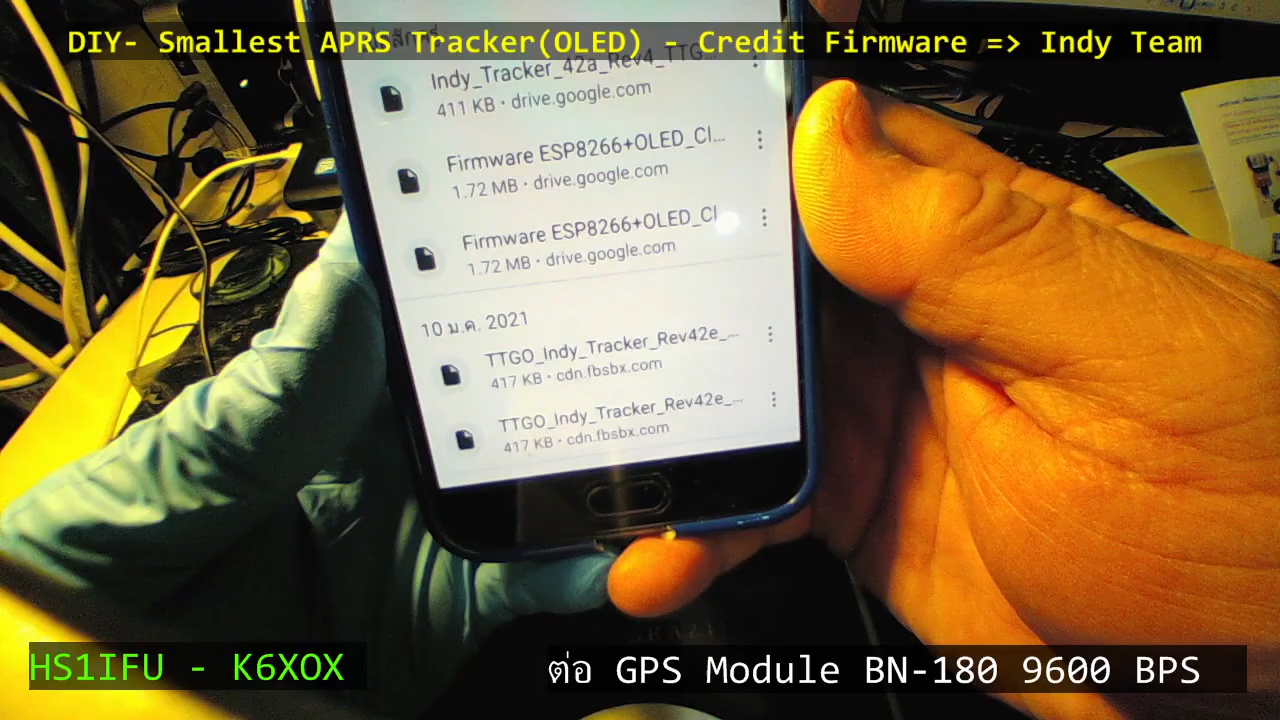 DIY- Smallest APRS Tracker(OLED) - Credit Firmware => Indy Team
Indy_Tracker_42a_Rev4_TTG...
411 KB · drive.google.com
Firmware ESP8266+OLED_Cl...
1.72 MB · drive.google.com
Firmware ESP8266+OLED_Cl
1.72 MB · drive.google.com
10 ม.ค. 2021
TTGO_Indy_Tracker_Rev42e_...
417 KB · cdn.fbsbx.com
TTGO_Indy_Tracker_Rev42e_...
417 KB · cdn.fbsbx.com
HS1IFU - K6XOX
ต่อ GPS Module BN-180 9600 BPS